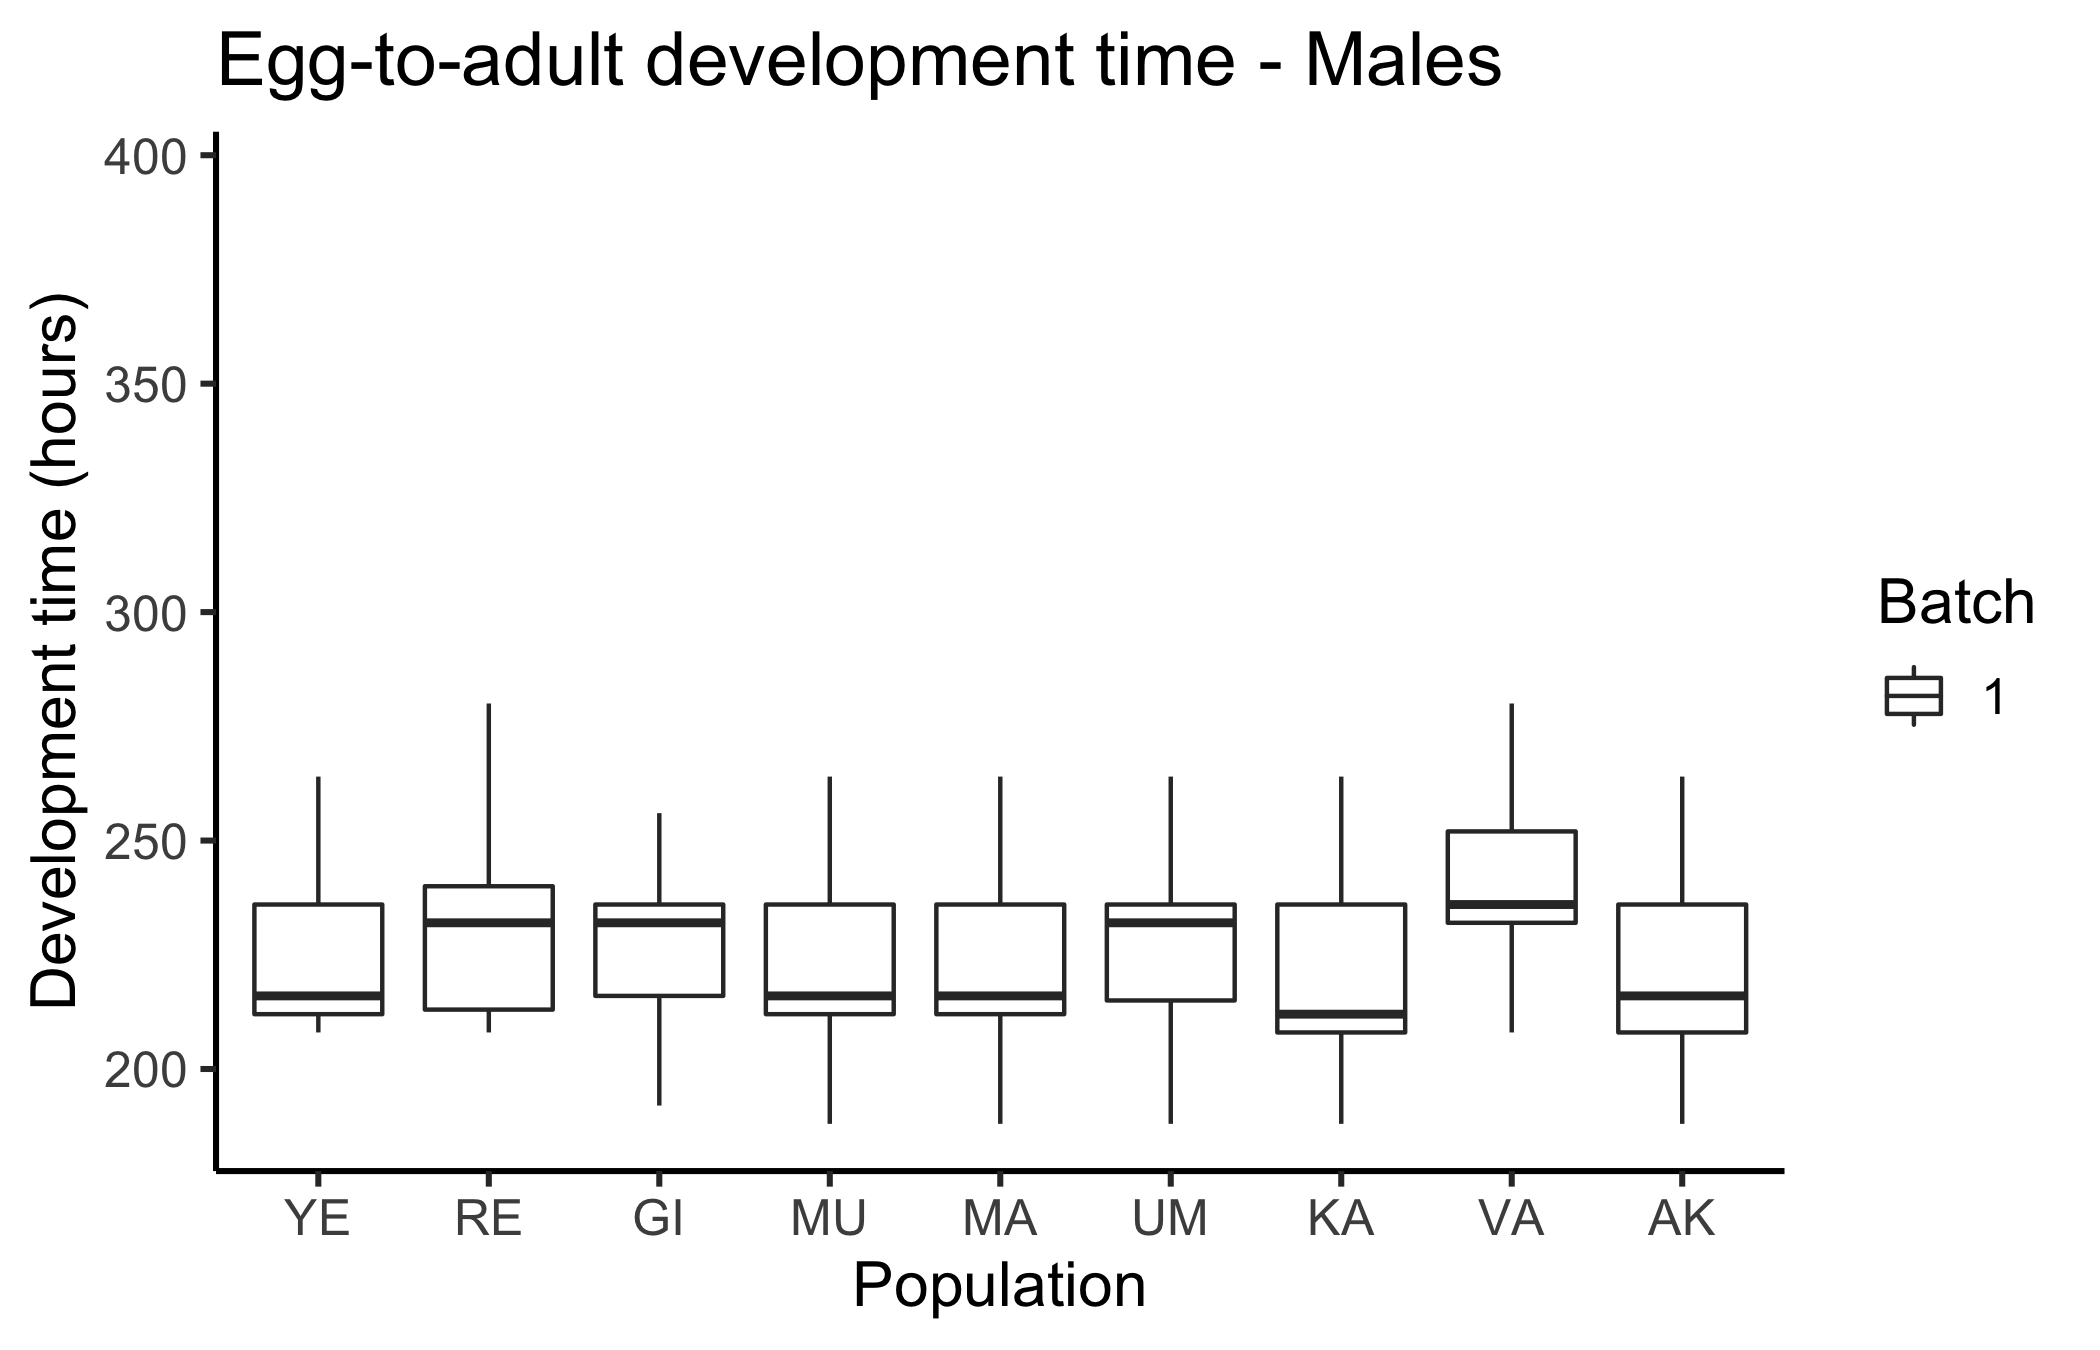 Egg-to-adult development time - Males
Development time (hours)
400
350
300
250
200
YE RE GI MU MA UM KA VA AK
Population
Batch
1